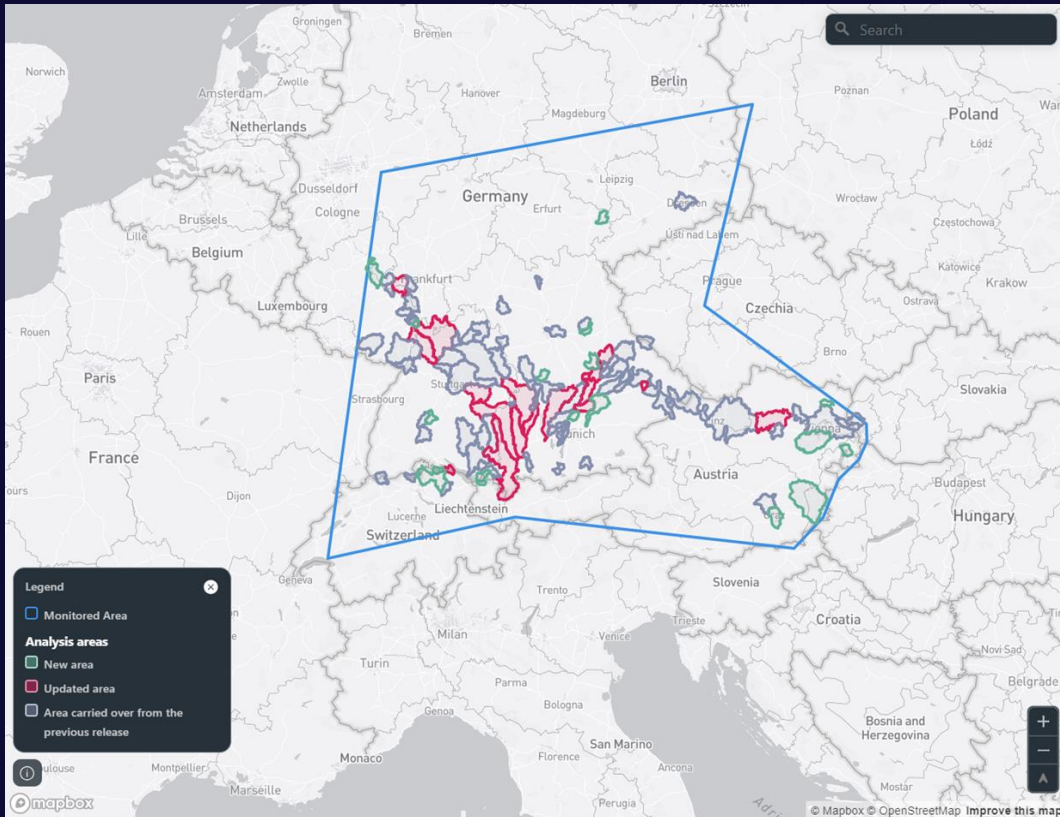 Groningen
Bremen
Szczecin
Search
Norwich
Zwolle
Amsterdam
Hanover
Berlin
Poznan
Poland
Netherlands
Magdeburg
Łódź
Dusseldorf
Leipzig
Germany
Cologne
Erfurt
Dresden
Wrocław
Brussels
Częstochowa
Lille
Belgium
Ústí nad Labem
Frankfurt
Prague
Katowice
Krakow
Luxembourg
Czechia
Ostrava
Rouen
Brno
Paris
Stuttgart
Slovakia
Strasbourg
Linz
Vienna
Munich
France
Austria
Budapest
Dijon
Liechtenstein
Lucerne
Hungary
Switzerland
Geneva
Slovenia
Trento
Legend
Monitored Area
Analysis areas
New area
Updated area
Area carried over from the
previous release
Trieste
Croatia
Milan
Venice
Novi Sad
Turin
Parma
Belgrade
Genoa
Bologna
Bosnia and
Herzegovina
San Marino
Monaco
Florence
Ancona
Toulouse
Montpellier
Marseille
Mostar
Perugia
mapbox
© Mapbox © OpenStreetMap Improve this map